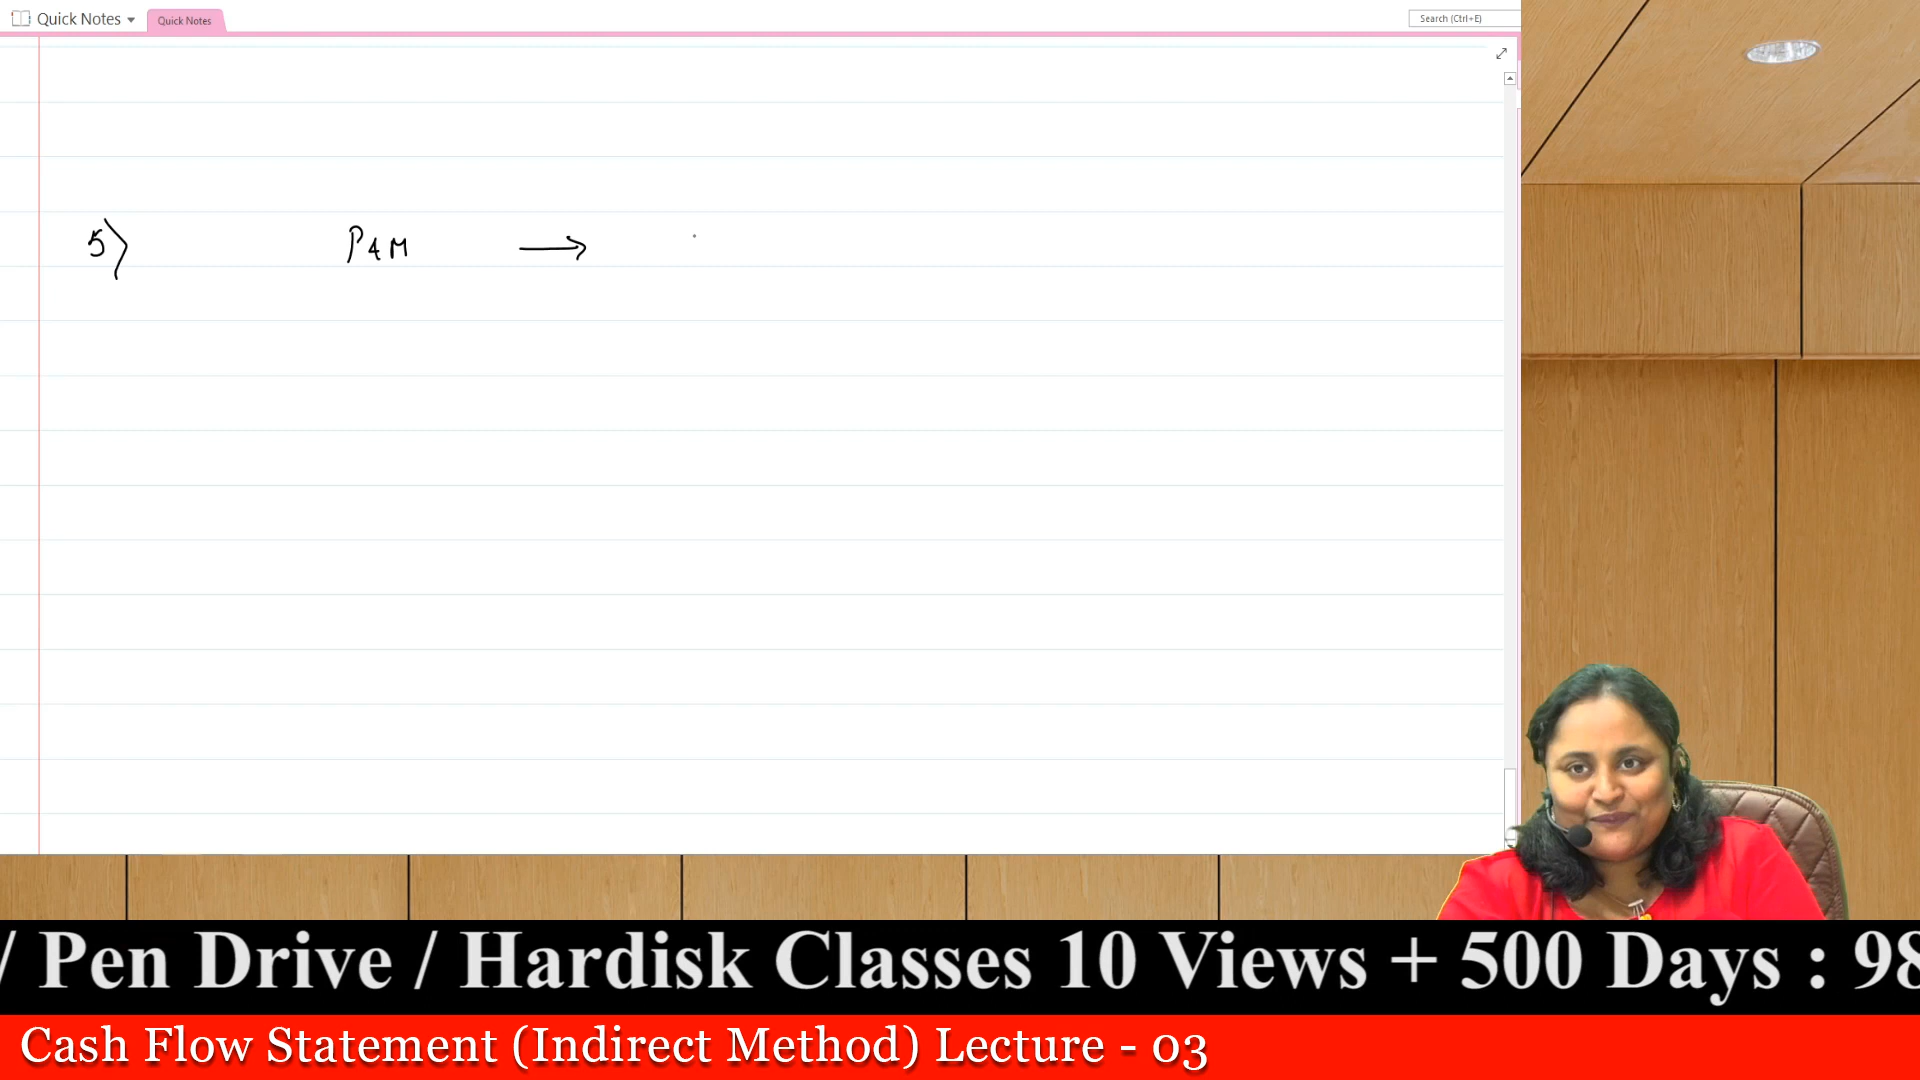 Quick Notes
Quick Notes
Search (Ctrl+E)
5) P&M →
/ Pen Drive / Hardisk Classes 10 Views + 500 Days : 98
Cash Flow Statement (Indirect Method) Lecture - 03